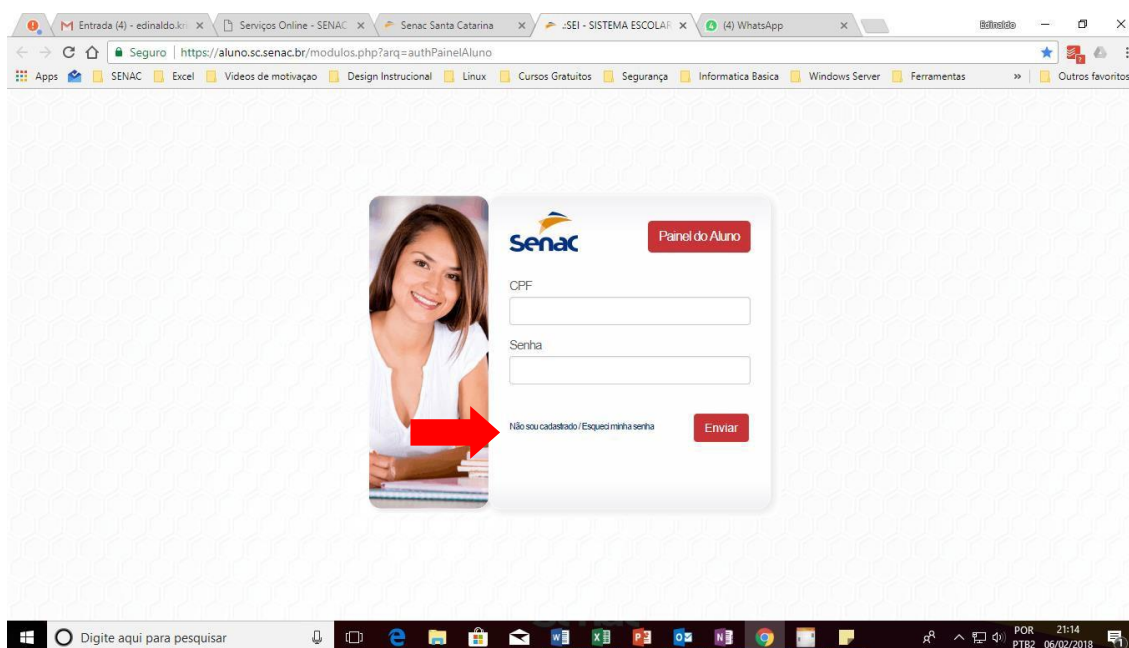 Entrada (4) - edinaldo.kr
Serviços Online - SENAC
Senac Santa Catarina
.:SEI - SISTEMA ESCOLAR
(4) WhatsApp
Edinaldo
Seguro | https://aluno.sc.senac.br/modulos.php?arq=authPainelAluno
Apps SENAC Excel Videos de motivaçao Design Instrucional Linux Cursos Gratuitos Segurança Informatica Basica Windows Server Ferramentas » Outros favoritos
senac
Painel do Aluno
CPF
Senha
Não sou cadastrado / Esqueci minha senha
Enviar
Digite aqui para pesquisar
POR 21:14
PTB2 06/02/2018